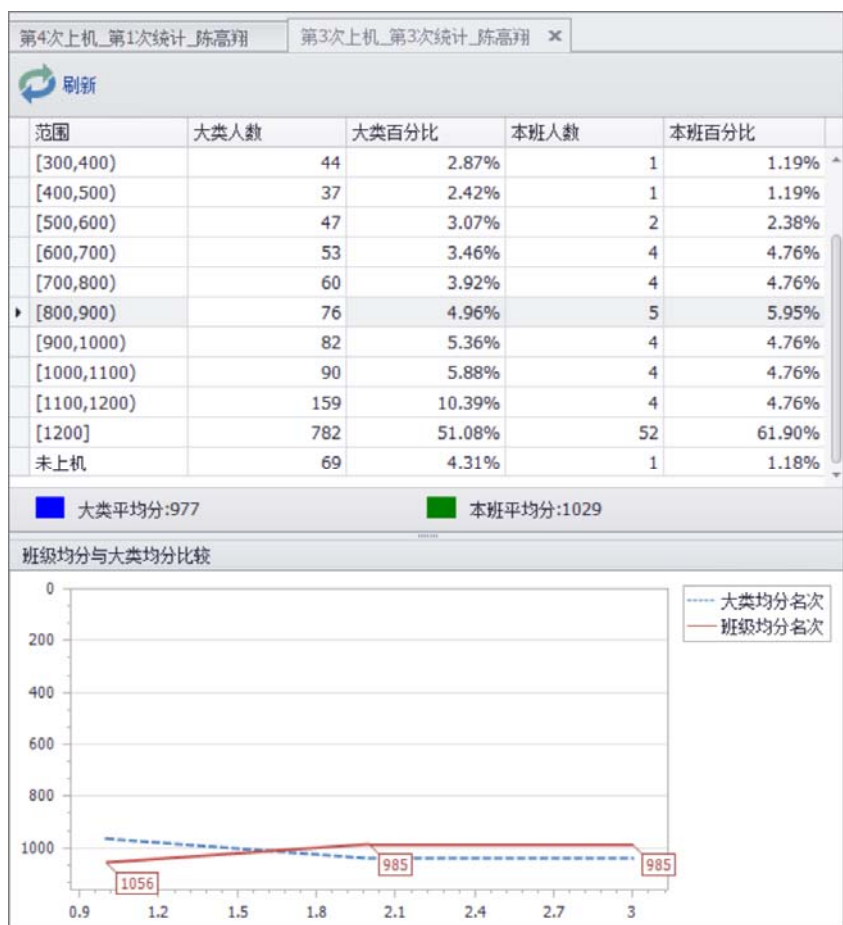 第4次上机_第1次统计_陈高翔 第3次上机_第3次统计_陈高翔 ×
刷新
范围 大类人数 大类百分比 本班人数 本班百分比
[300,400) 44 2.87% 1 1.19%
[400,500) 37 2.42% 1 1.19%
[500,600) 47 3.07% 2 2.38%
[600,700) 53 3.46% 4 4.76%
[700,800) 60 3.92% 4 4.76%
[800,900) 76 4.96% 5 5.95%
[900,1000) 82 5.36% 4 4.76%
[1000,1100) 90 5.88% 4 4.76%
[1100,1200) 159 10.39% 4 4.76%
[1200] 782 51.08% 52 61.90%
未上机 69 4.31% 1 1.18%
大类平均分:977 本班平均分:1029
班级均分与大类均分比较
0
200
400
600
800
1000
大类均分名次
班级均分名次
1056 985 985
0.9 1.2 1.5 1.8 2.1 2.4 2.7 3